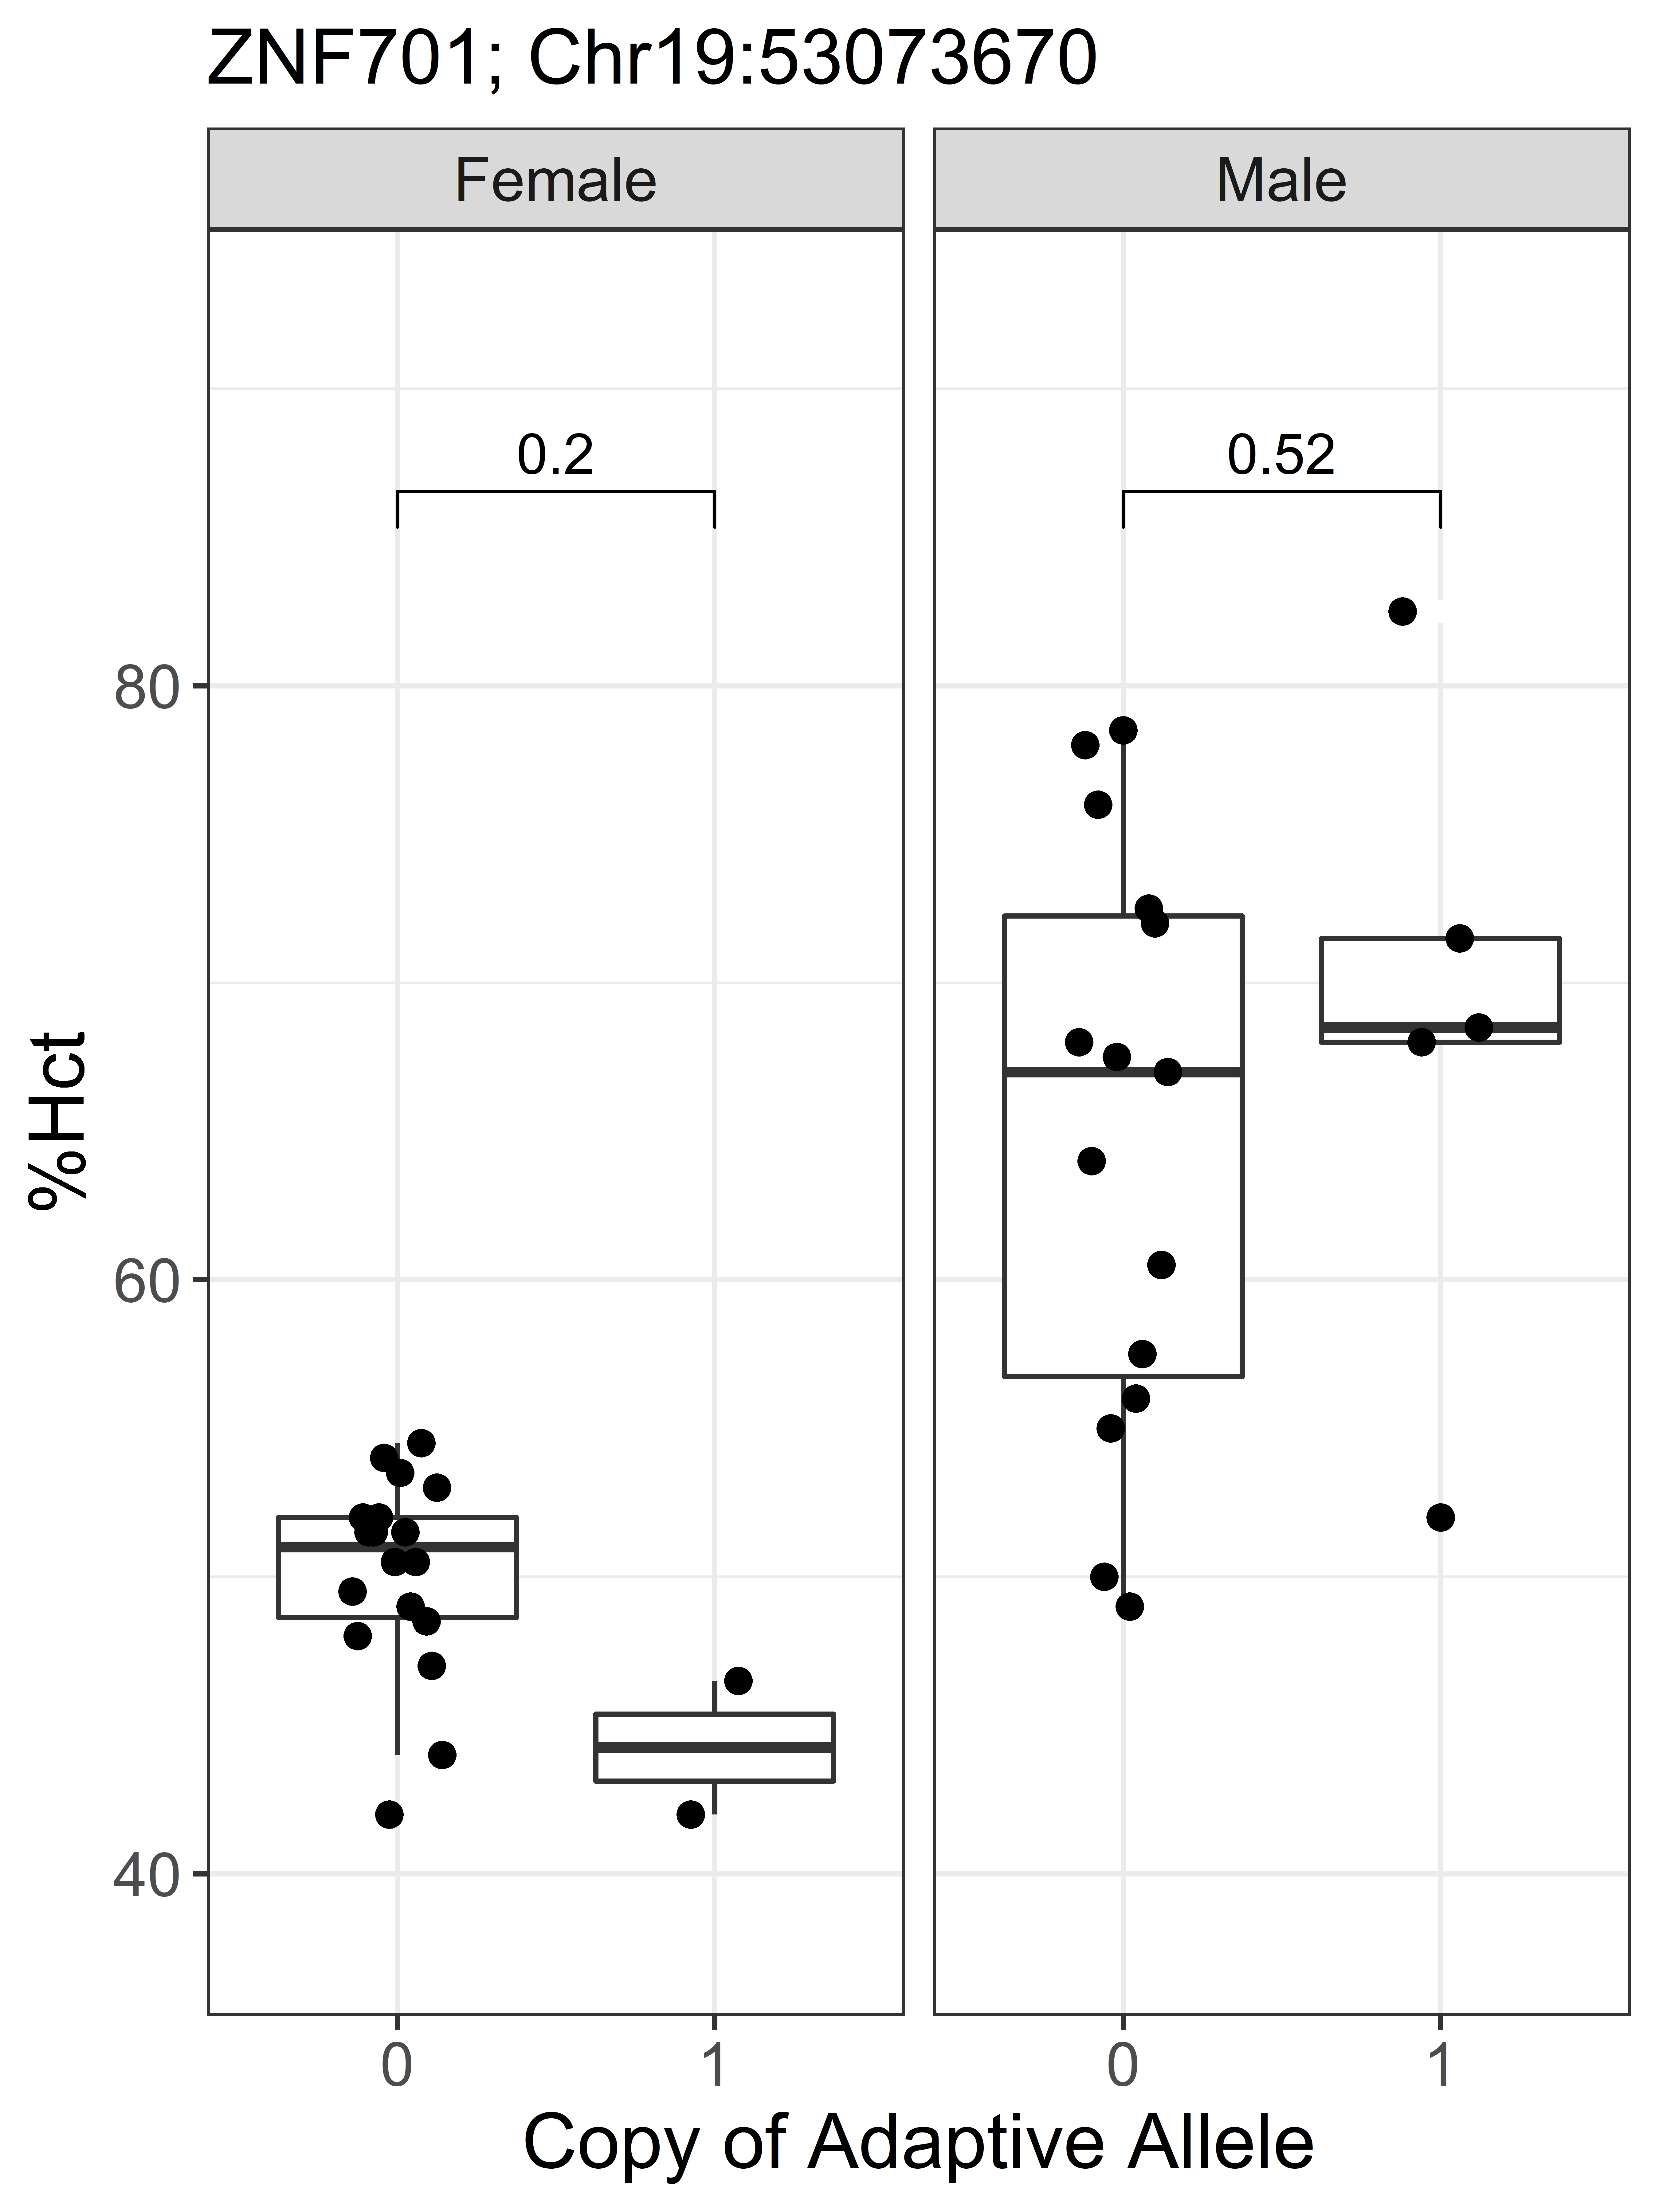 ZNF701; Chr19:53073670
Female Male
0.2 0.52
80
60
40
%Hct
0 1 0 1
Copy of Adaptive Allele